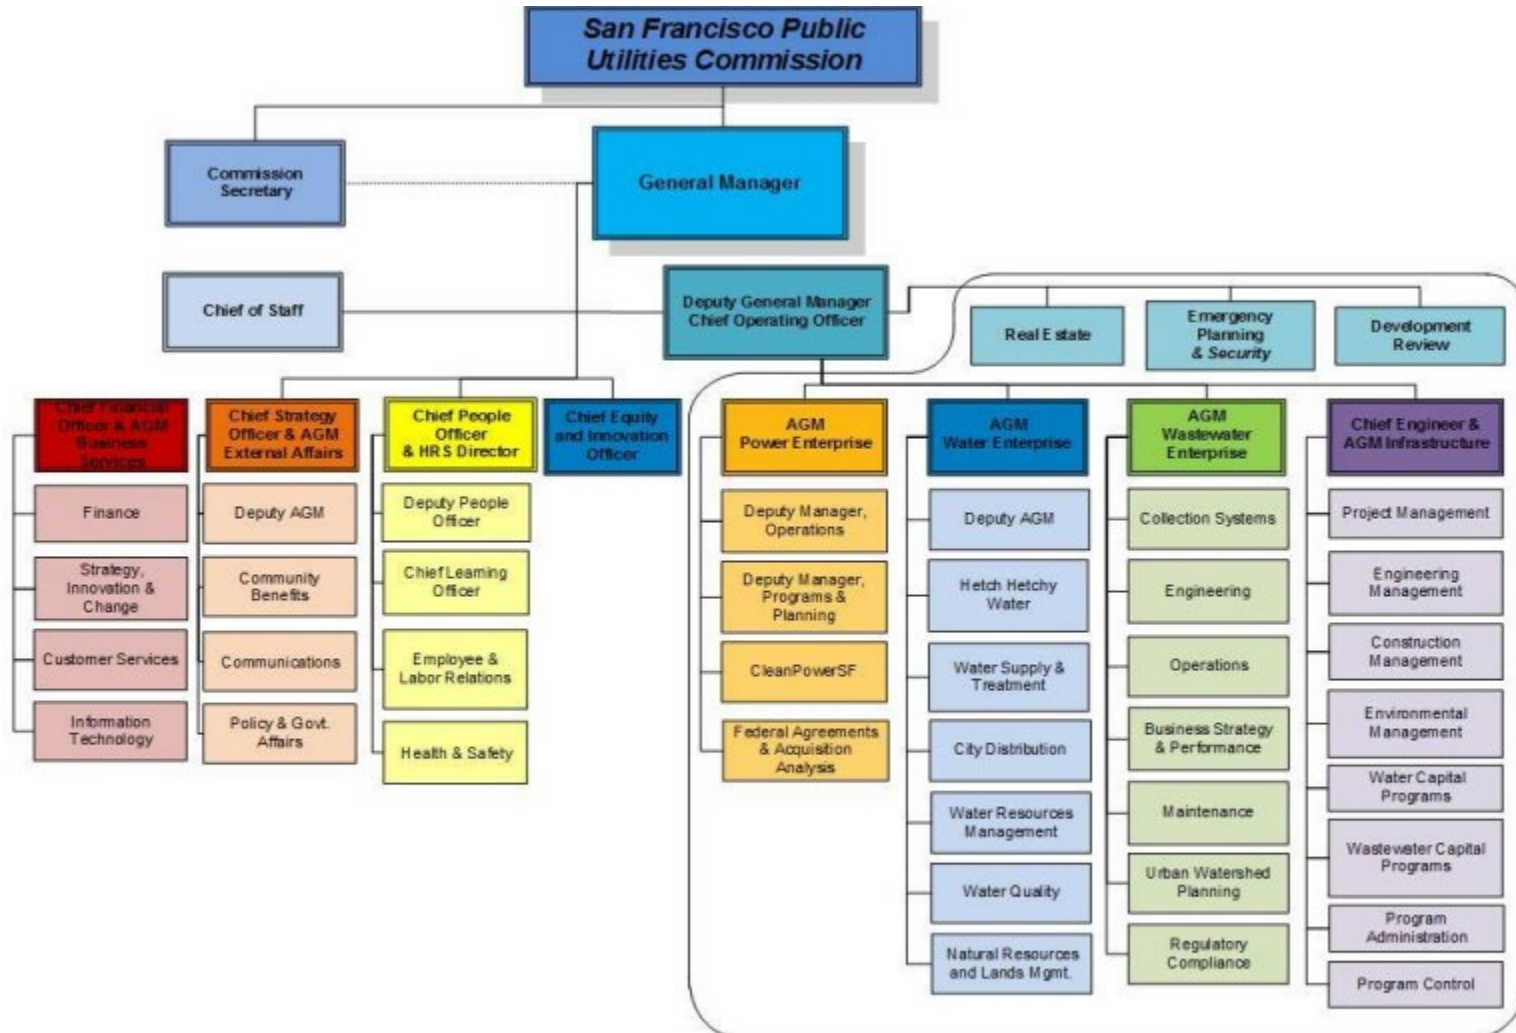 San Francisco Public
Utilities Commission
Commission
Secretary
General Manager
Chief of Staff
Deputy General Manager
Chief Operating Officer
Real Estate
Emergency
Planning
& Security
Development
Review
Chief Financial
Officer & AGM
Business
Services
Chief Strategy
Officer & AGM
External Affairs
Chief People
Officer
& HRS Director
Chief Equity
and Innovation
Officer
AGM
Power Enterprise
AGM
Water Enterprise
AGM
Wastewater
Enterprise
Chief Engineer &
AGM Infrastructure
Finance
Strategy,
Innovation &
Change
Customer Services
Information
Technology
Deputy AGM
Community
Benefits
Communications
Policy & Govt.
Affairs
Deputy People
Officer
Chief Learning
Officer
Employee &
Labor Relations
Health & Safety
Deputy Manager,
Operations
Deputy Manager,
Programs &
Planning
CleanPowerSF
Federal Agreements
& Acquisition
Analysis
Deputy AGM
Hetch Hetchy
Water
Water Supply &
Treatment
City Distribution
Water Resources
Management
Water Quality
Natural Resources
and Lands Mgmt.
Collection Systems
Engineering
Operations
Business Strategy
& Performance
Maintenance
Urban Watershed
Planning
Regulatory
Compliance
Project Management
Engineering
Management
Construction
Management
Environmental
Management
Water Capital
Programs
Wastewater Capital
Programs
Program
Administration
Program Control